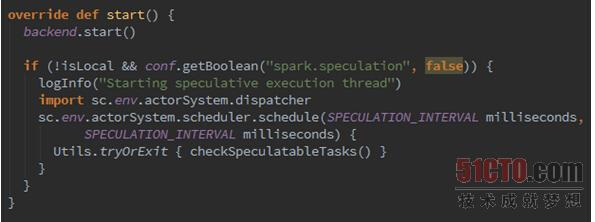 override def start() {
  backend.start()

  if (!isLocal && conf.getBoolean("spark.speculation", false)) {
    logInfo("Starting speculative execution thread")
    import sc.env.actorSystem.dispatcher
    sc.env.actorSystem.scheduler.schedule(SPECULATION_INTERVAL milliseconds,
          SPECULATION_INTERVAL milliseconds) {
      Utils.tryOrExit { checkSpeculatableTasks() }
    }
  }
}
51CTO.com
技术成就梦想